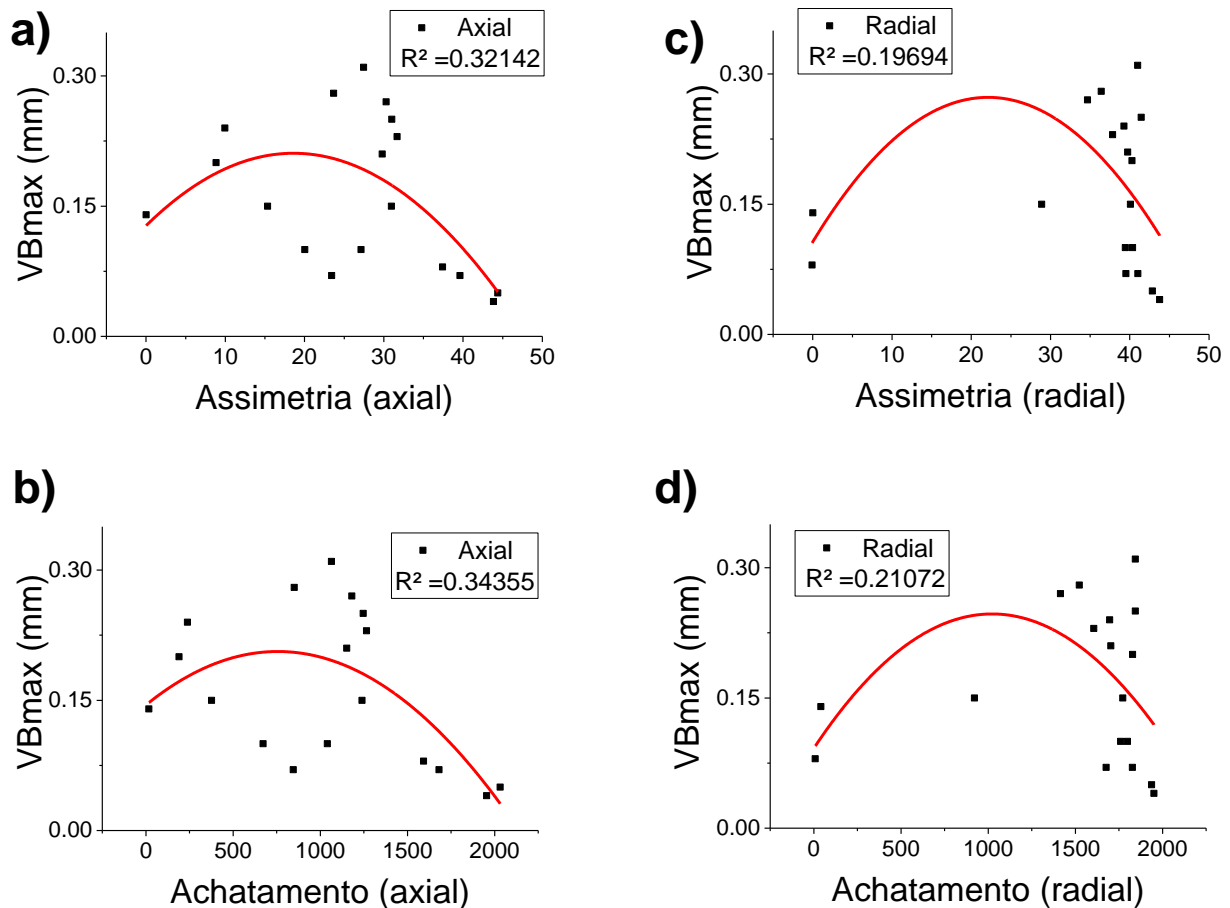 a)
Axial
R² =0.32142
0.30
0.15
0.00
VBmax (mm)
0 10 20 30 40 50
Assimetria (axial)
c)
Radial
R² =0.19694
0.30
0.15
0.00
VBmax (mm)
0 10 20 30 40 50
Assimetria (radial)
b)
Axial
R² =0.34355
0.30
0.15
0.00
VBmax (mm)
0 500 1000 1500 2000
Achatamento (axial)
d)
Radial
R² =0.21072
0.30
0.15
0.00
VBmax (mm)
0 500 1000 1500 2000
Achatamento (radial)